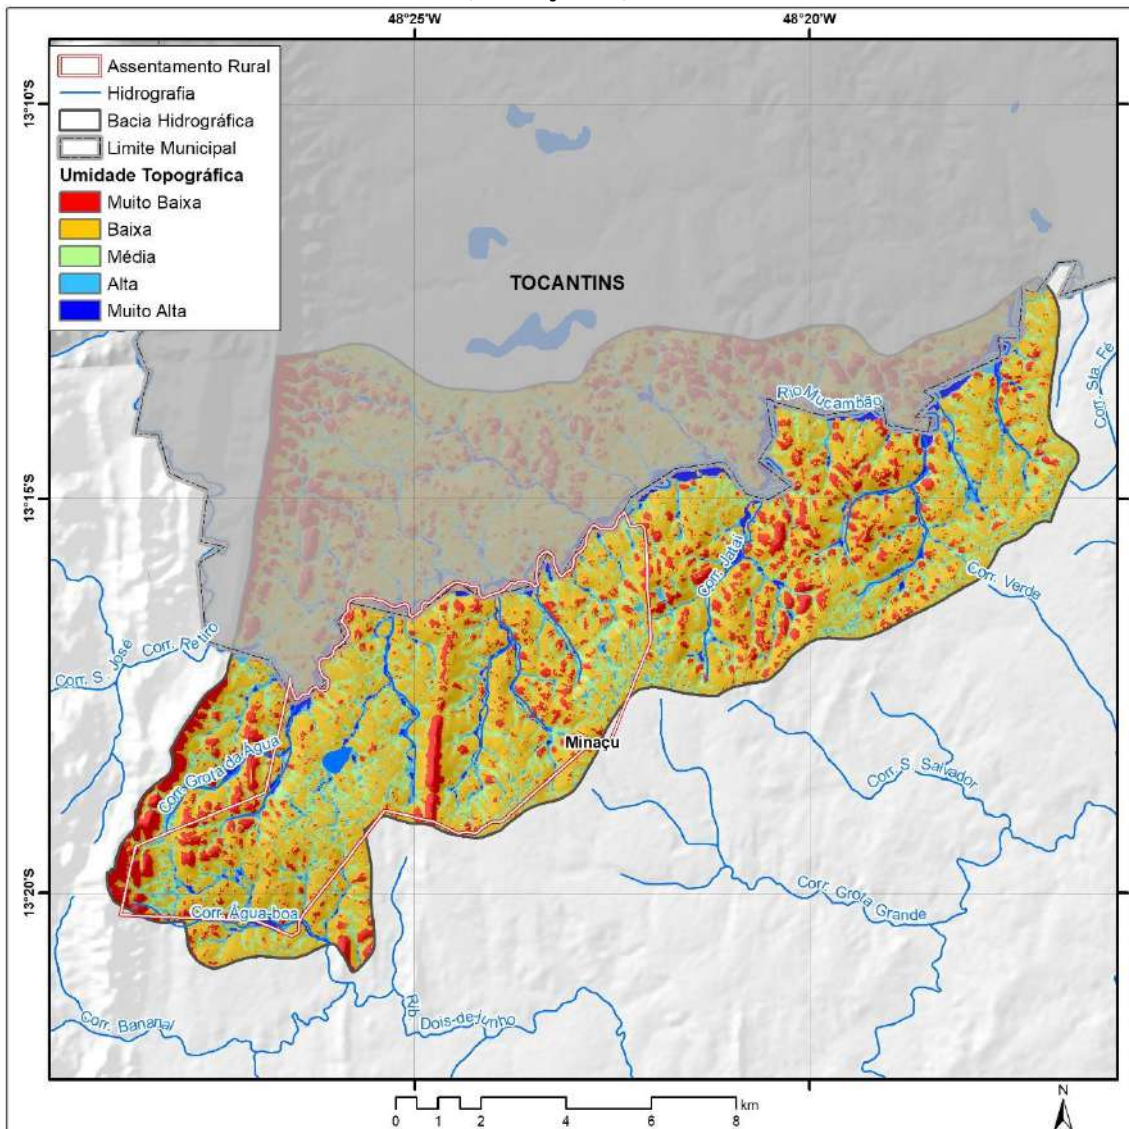 48°25'W
48°20'W
13°10'S
13°15'S
13°20'S
Assentamento Rural
Hidrografia
Bacia Hidrográfica
Limite Municipal
Umidade Topográfica
Muito Baixa
Baixa
Média
Alta
Muito Alta
TOCANTINS
Rio Mucambão
Corr. Sta. Fé
Corr. Jataí
Corr. Verde
Corr. S. José
Corr. Retiro
Corr. Grota da Água
Minaçu
Corr. S. Salvador
Corr. Grota Grande
Corr. Água-boa
Corr. Bananal
Rib. Dois-de-junho
0 1 2 4 6 8 km
N